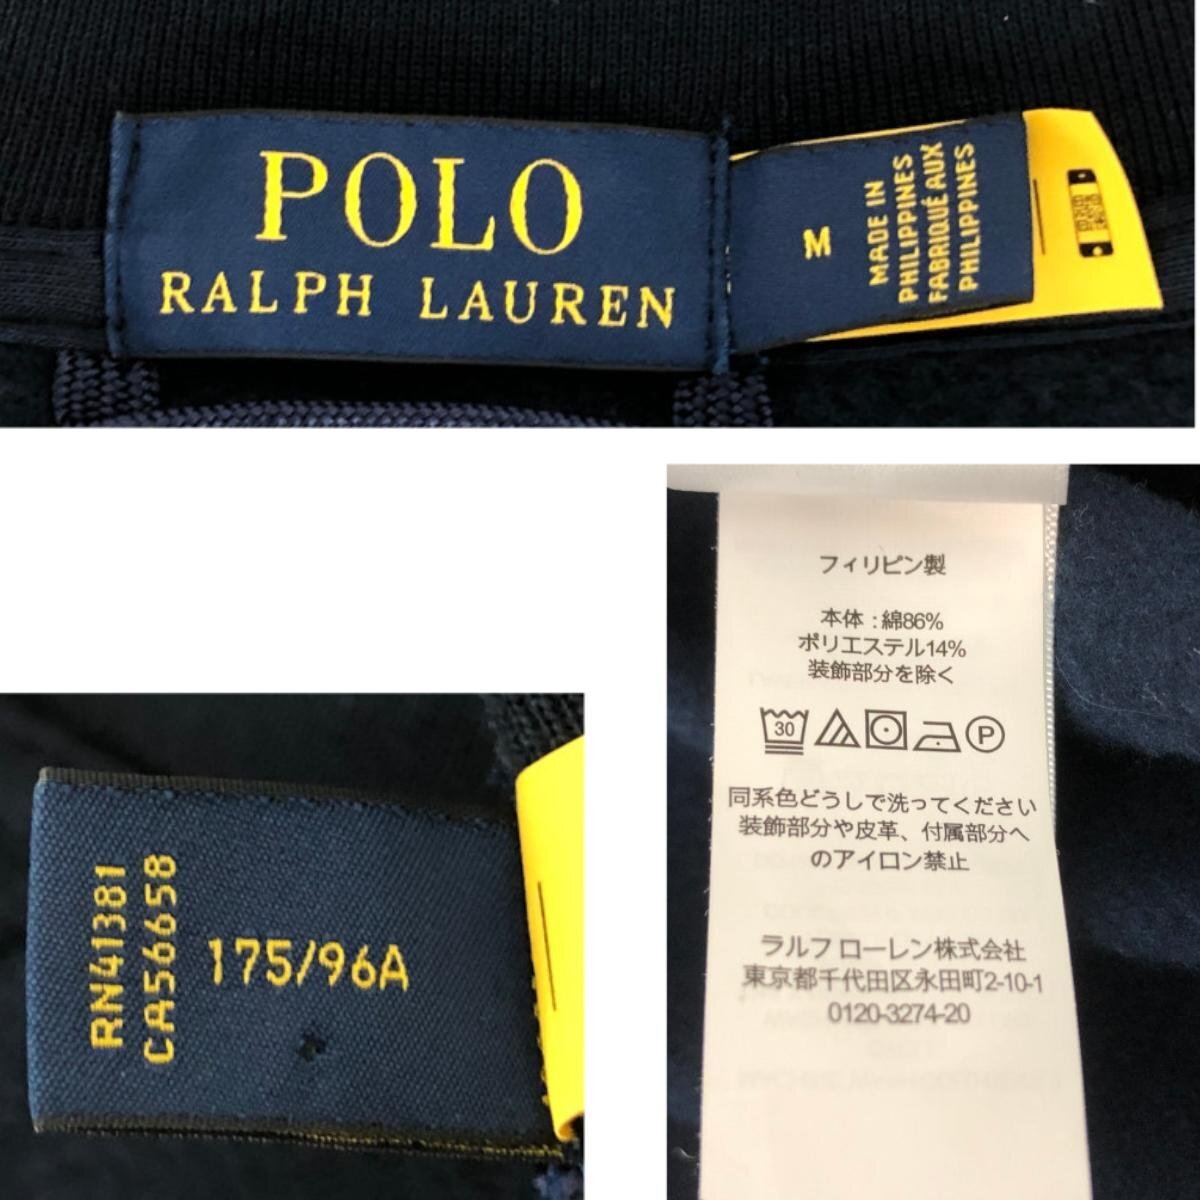 POLO
RALPH LAUREN
M
MADE IN
PHILIPPINES
FABRIQUÉ AUX
PHILIPPINES
RN41381
CA56658
175/96A
フィリピン製
本体 : 綿86%
ポリエステル14%
装飾部分を除く
30 P
同系色どうしで洗ってください
装飾部分や皮革、付属部分へ
のアイロン禁止
ラルフ ローレン株式会社
東京都千代田区永田町2-10-1
0120-3274-20